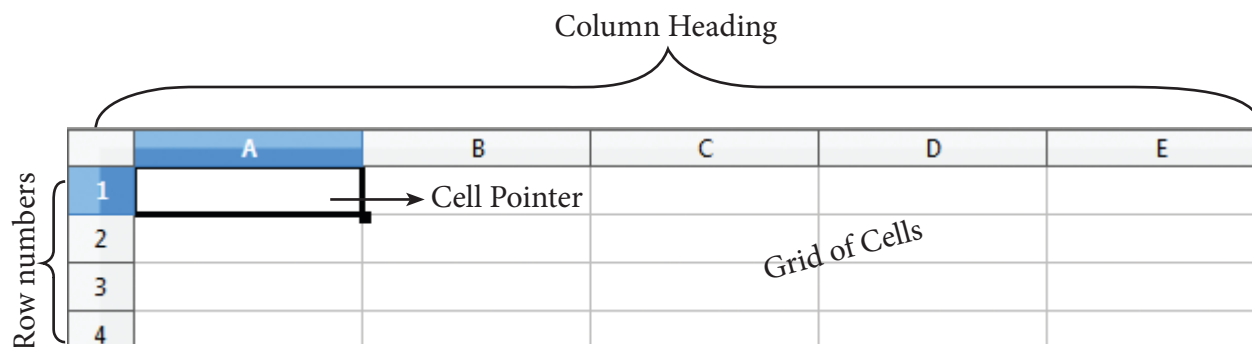 Column Heading
A B C D E
Row numbers
1
Cell Pointer
2
Grid of Cells
3
4